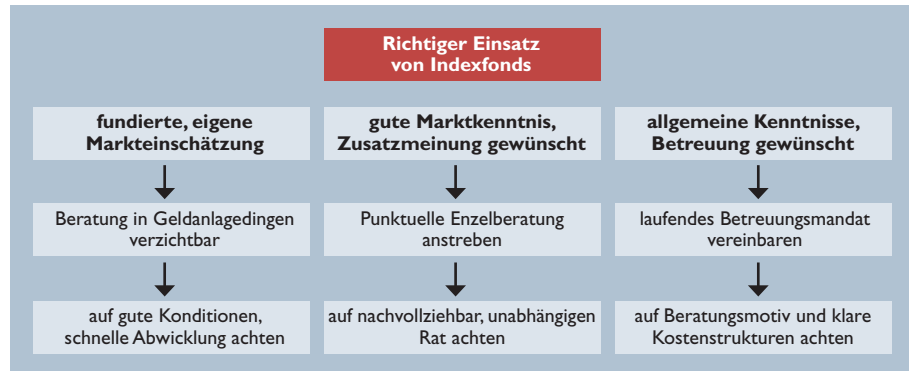 Richtiger Einsatz
von Indexfonds
fundierte, eigene
Markteinschätzung
gute Marktkenntnis,
Zusatzmeinung gewünscht
allgemeine Kenntnisse,
Betreuung gewünscht
Beratung in Geldanlagedingen
verzichtbar
Punktuelle Enzelberatung
anstreben
laufendes Betreuungsmandat
vereinbaren
auf gute Konditionen,
schnelle Abwicklung achten
auf nachvollziehbar, unabhängigen
Rat achten
auf Beratungsmotiv und klare
Kostenstrukturen achten